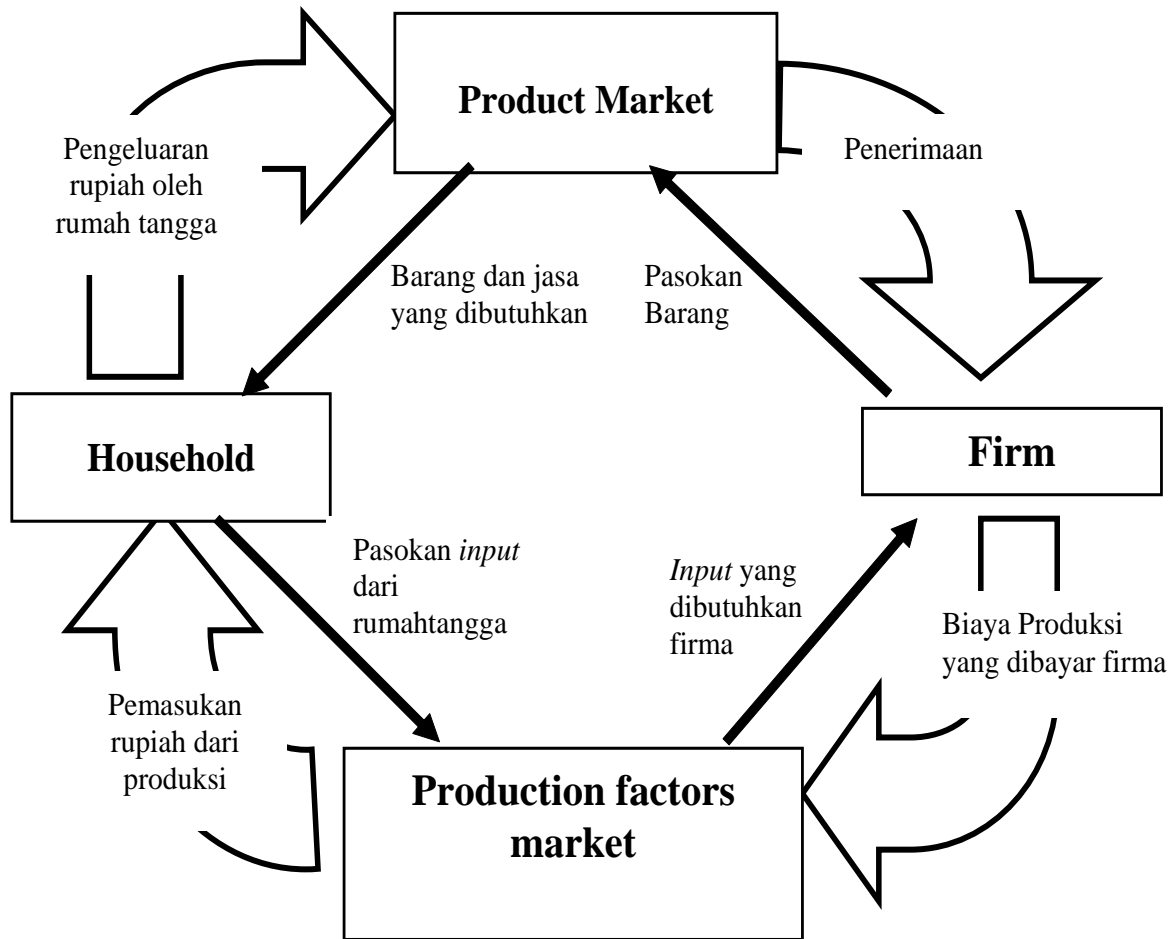 Product Market
Pengeluaran
rupiah oleh
rumah tangga
Penerimaan
Barang dan jasa
yang dibutuhkan
Pasokan
Barang
Household
Firm
Pasokan input
dari
rumahtangga
Input yang
dibutuhkan
firma
Biaya Produksi
yang dibayar firma
Pemasukan
rupiah dari
produksi
Production factors
market